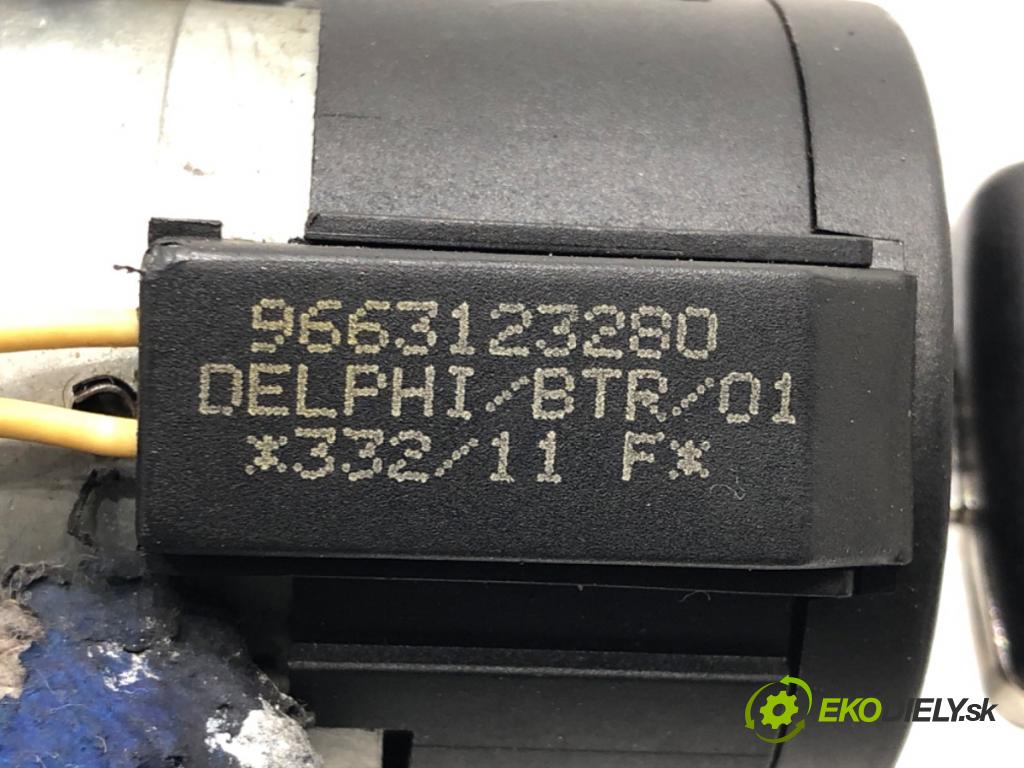 9663123280
DELPHI/BTR/01
*332/11 F*
EKODIELY.sk